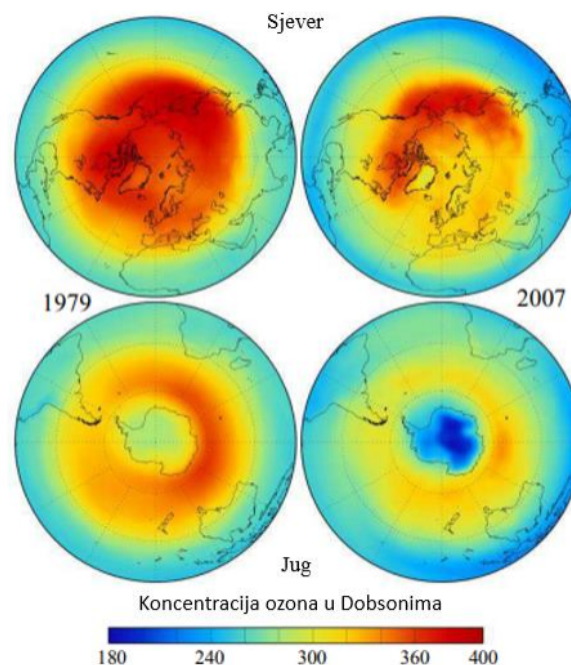 Sjever
1979
2007
Jug
Koncentracija ozona u Dobsonima
180 240 300 360 400